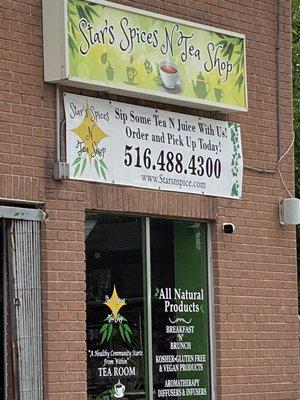 Star's Spices N Tea Shop
Star's Spices
N
Tea Shop
Sip Some Tea N Juice With Us!
Order and Pick Up Today!
516.488.4300
www.Starsnspice.com
"A Healthy Community Starts
from Within"
TEA ROOM
All Natural
Products
BREAKFAST
'N'
BRUNCH
KOSHER-GLUTEN FREE
& VEGAN PRODUCTS
AROMATHERAPY
DIFFUSERS & INFUSERS